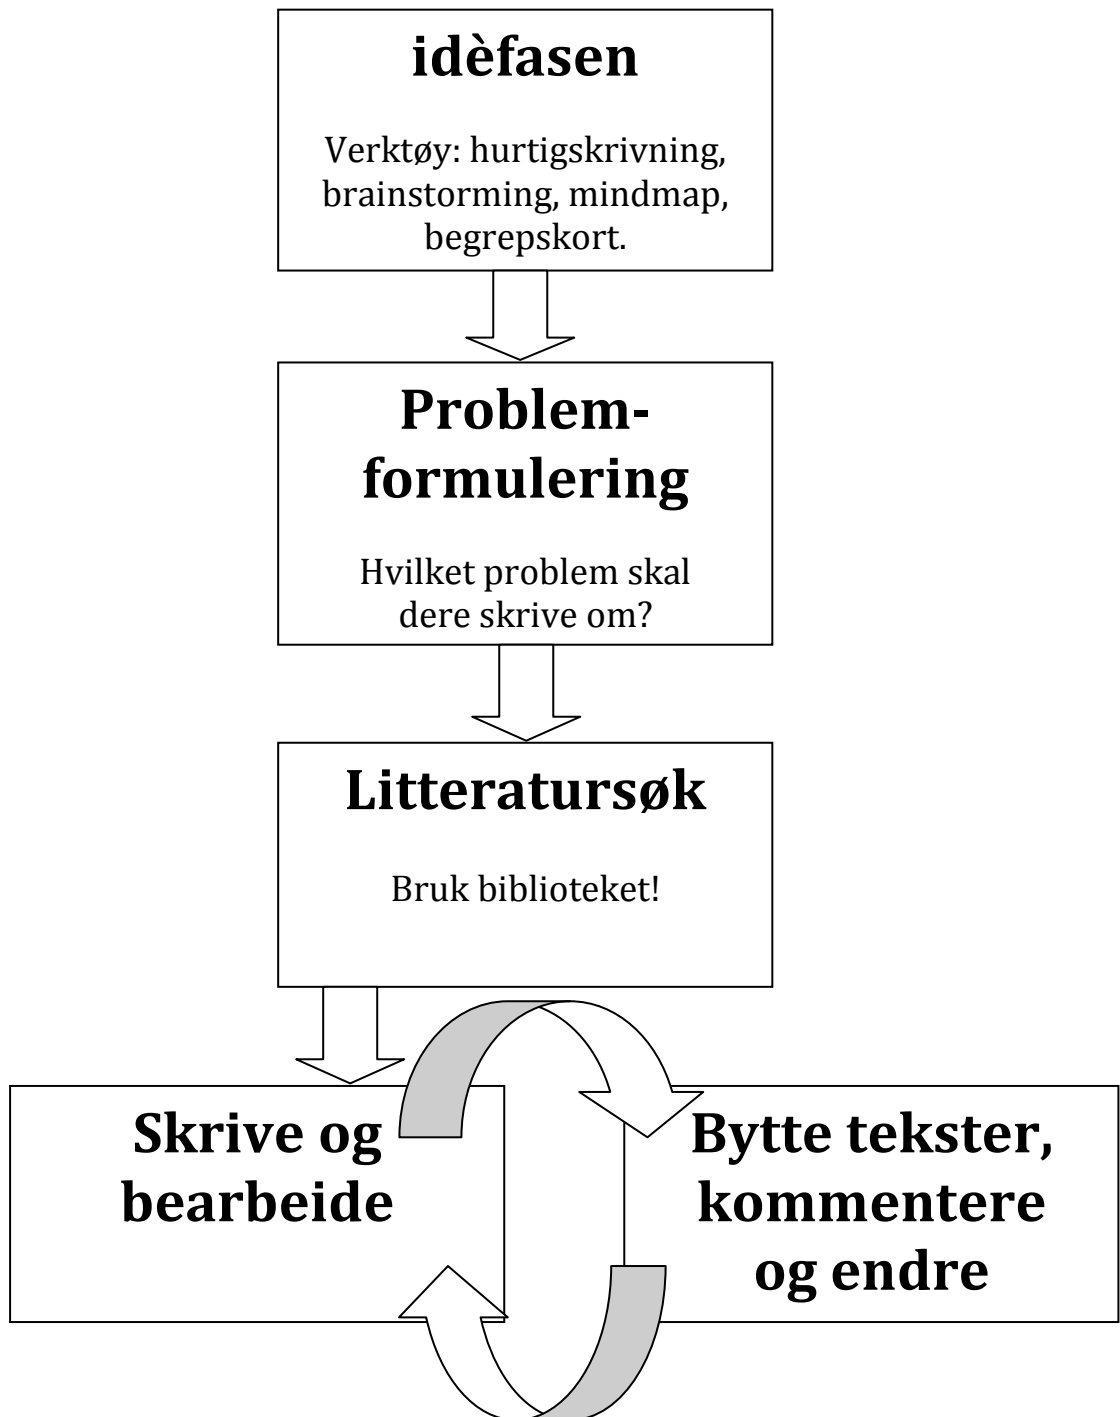 idèfasen
Verktøy: hurtigskrivning,
brainstorming, mindmap,
begrepskort.
Problem-
formulering
Hvilket problem skal
dere skrive om?
Litteratursøk
Bruk biblioteket!
Skrive og
bearbeide
Bytte tekster,
kommentere
og endre